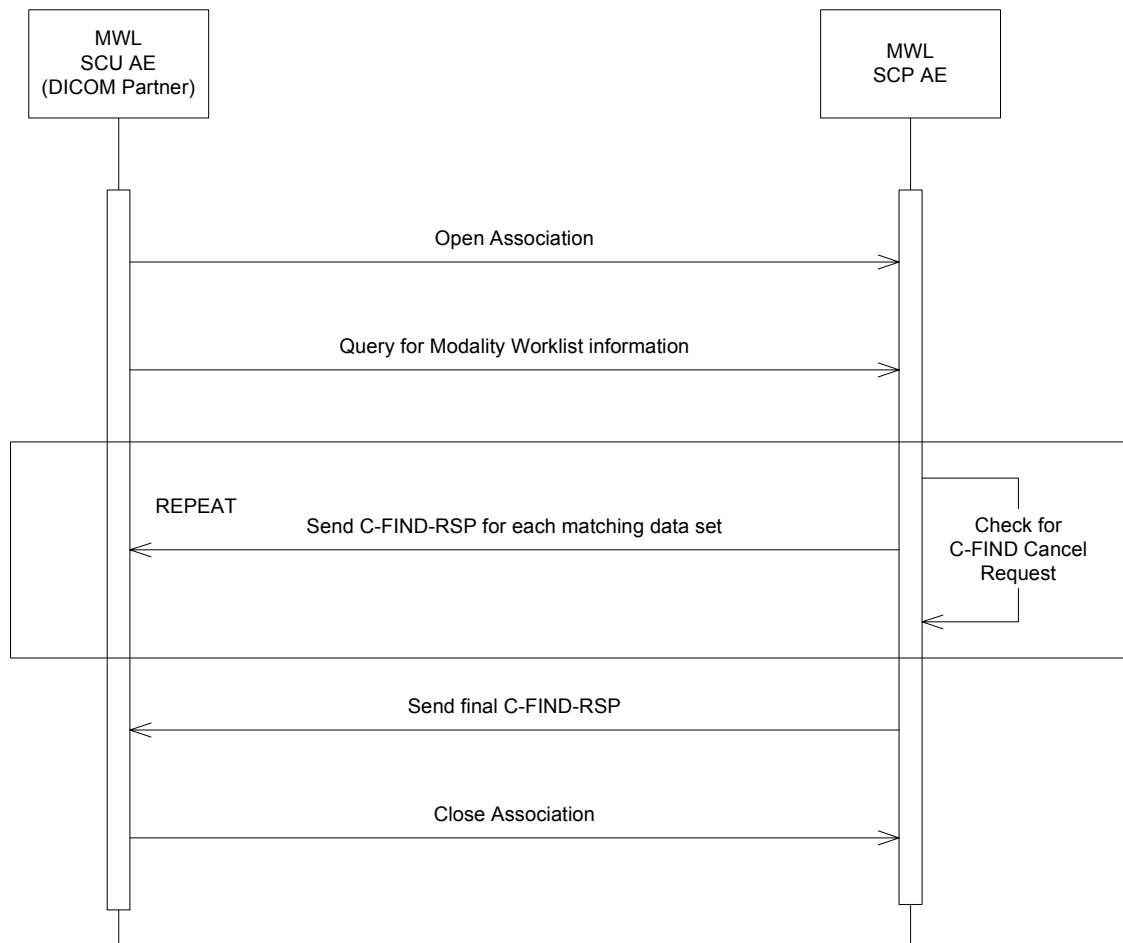 MWL
SCU AE
(DICOM Partner)
MWL
SCP AE
Open Association
Query for Modality Worklist information
REPEAT
Send C-FIND-RSP for each matching data set
Check for
C-FIND Cancel
Request
Send final C-FIND-RSP
Close Association